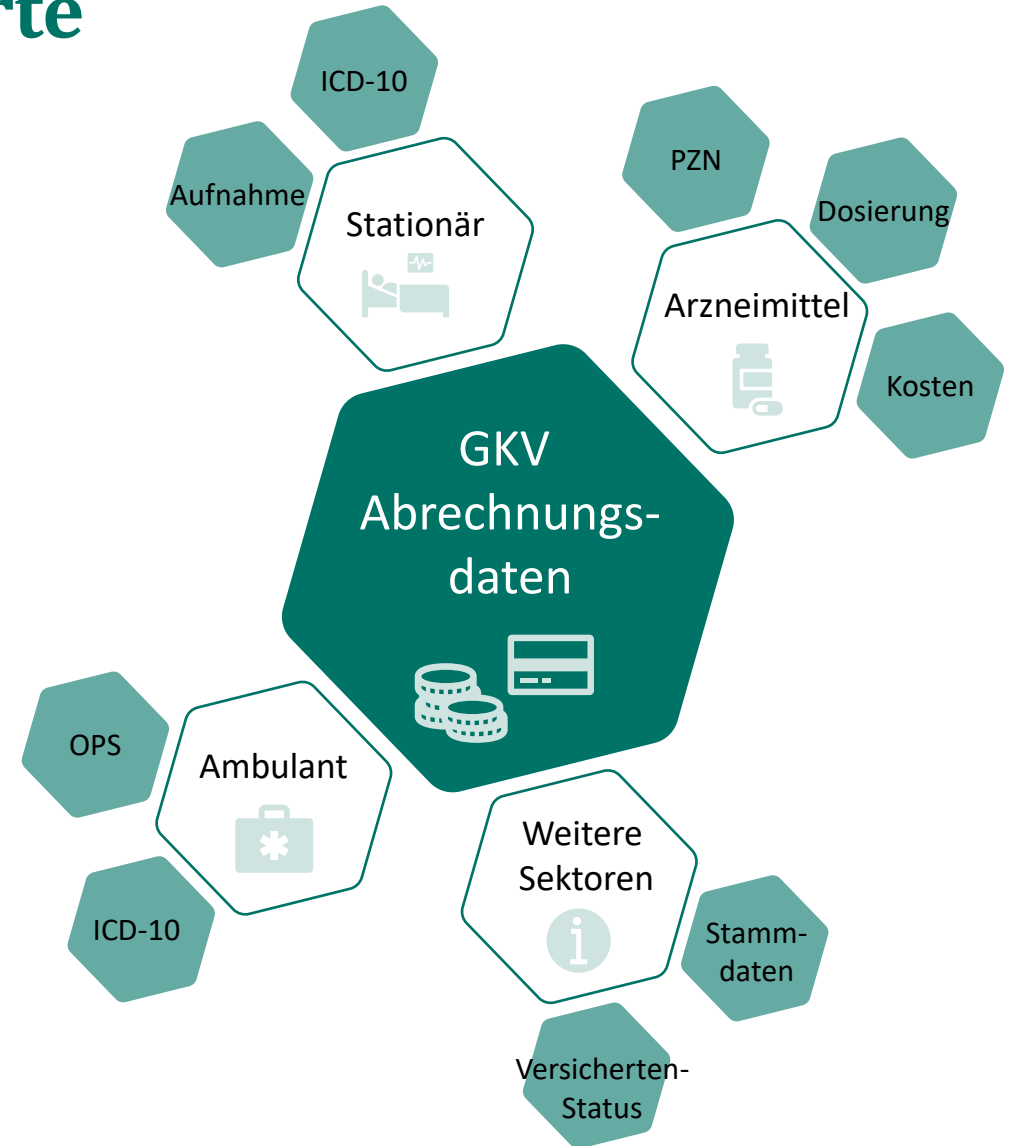 rte
ICD-10
Aufnahme
Stationär
PZN
Dosierung
Arzneimittel
Kosten
GKV
Abrechnungs-
daten
OPS
Ambulant
ICD-10
Weitere
Sektoren
Stamm-
daten
Versicherten-
Status